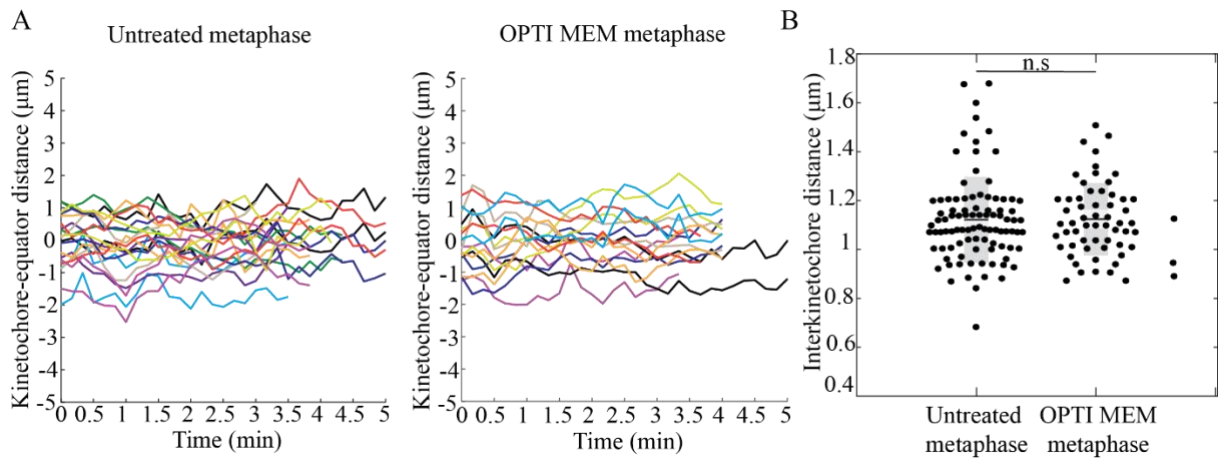 A
Untreated metaphase
Kinetochore-equator distance (μm)
5
4
3
2
1
0
-1
-2
-3
-4
-5
0 0.5 1 1.5 2 2.5 3 3.5 4 4.5 5
Time (min)
OPTI MEM metaphase
Kinetochore-equator distance (μm)
5
4
3
2
1
0
-1
-2
-3
-4
-5
0 0.5 1 1.5 2 2.5 3 3.5 4 4.5 5
Time (min)
B
Interkinetochore distance (μm)
1.8
1.6
1.4
1.2
1
0.8
0.6
0.4
n.s
Untreated
metaphase
OPTI MEM
metaphase